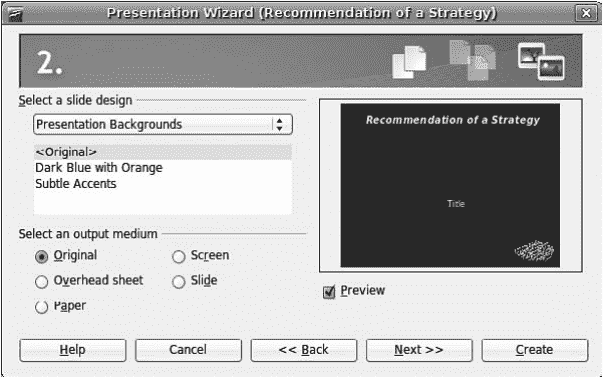 Presentation Wizard (Recommendation of a Strategy)
2.
Select a slide design
Presentation Backgrounds
<Original>
Dark Blue with Orange
Subtle Accents
Select an output medium
Original
Screen
Overhead sheet
Slide
Paper
Recommendation of a Strategy
Title
Preview
Help
Cancel
<< Back
Next >>
Create